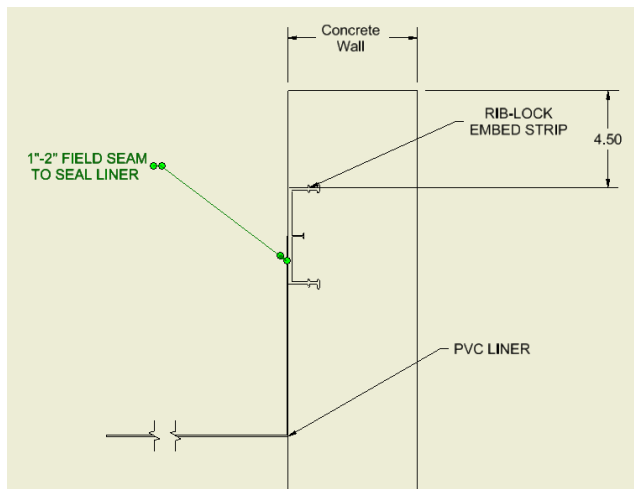 Concrete
Wall
RIB-LOCK
EMBED STRIP
4.50
1"-2" FIELD SEAM
TO SEAL LINER
PVC LINER